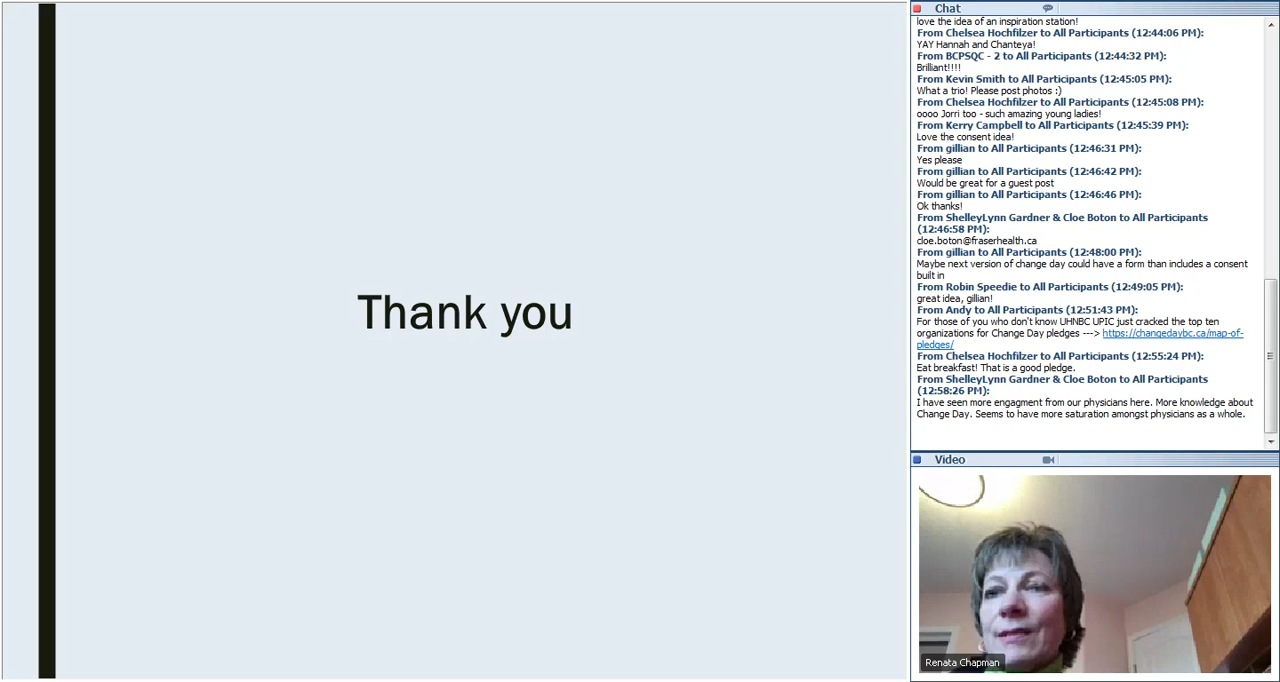 Thank you
Chat
love the idea of an inspiration station!
From Chelsea Hochfilzer to All Participants (12:44:06 PM):
YAY Hannah and Chanteya!
From BCPSQC - 2 to All Participants (12:44:32 PM):
Brilliant!!!!
From Kevin Smith to All Participants (12:45:05 PM):
What a trio! Please post photos :)
From Chelsea Hochfilzer to All Participants (12:45:08 PM):
oooo Jorri too - such amazing young ladies!
From Kerry Campbell to All Participants (12:45:39 PM):
Love the consent idea!
From gillian to All Participants (12:46:31 PM):
Yes please
From gillian to All Participants (12:46:42 PM):
Would be great for a guest post
From gillian to All Participants (12:46:46 PM):
Ok thanks!
From ShelleyLynn Gardner & Cloe Boton to All Participants
(12:46:58 PM):
cloe.boton@fraserhealth.ca
From gillian to All Participants (12:48:00 PM):
Maybe next version of change day could have a form than includes a consent
built in
From Robin Speedie to All Participants (12:49:05 PM):
great idea, gillian!
From Andy to All Participants (12:51:43 PM):
For those of you who don't know UHNBC UPIC just cracked the top ten
organizations for Change Day pledges ---> https://changedaybc.ca/map-of-
pledges/
From Chelsea Hochfilzer to All Participants (12:55:24 PM):
Eat breakfast! That is a good pledge.
From ShelleyLynn Gardner & Cloe Boton to All Participants
(12:58:26 PM):
I have seen more engagment from our physicians here. More knowledge about
Change Day. Seems to have more saturation amongst physicians as a whole.
Video
Renata Chapman